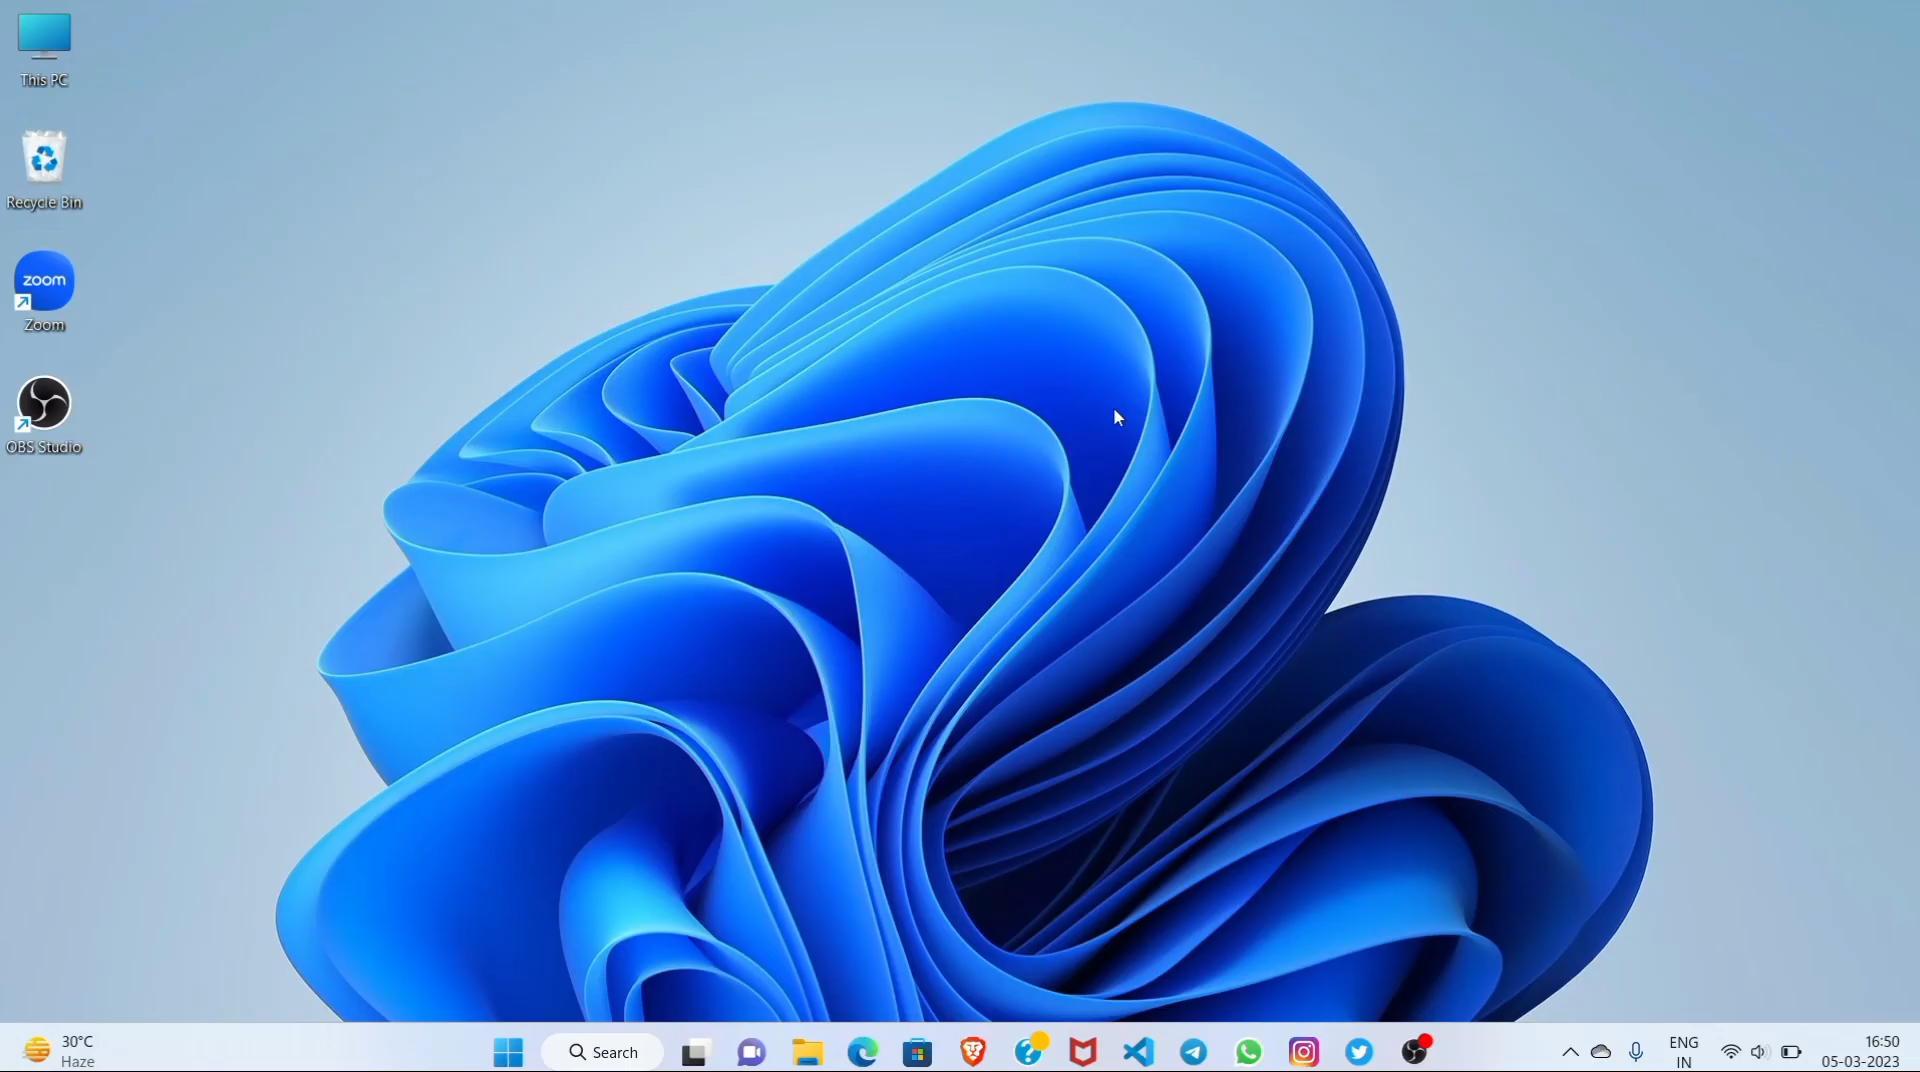 This PC
Recycle Bin
zoom
Zoom
OBS Studio
30°C
Haze
Search
ENG
IN
16:50
05-03-2023